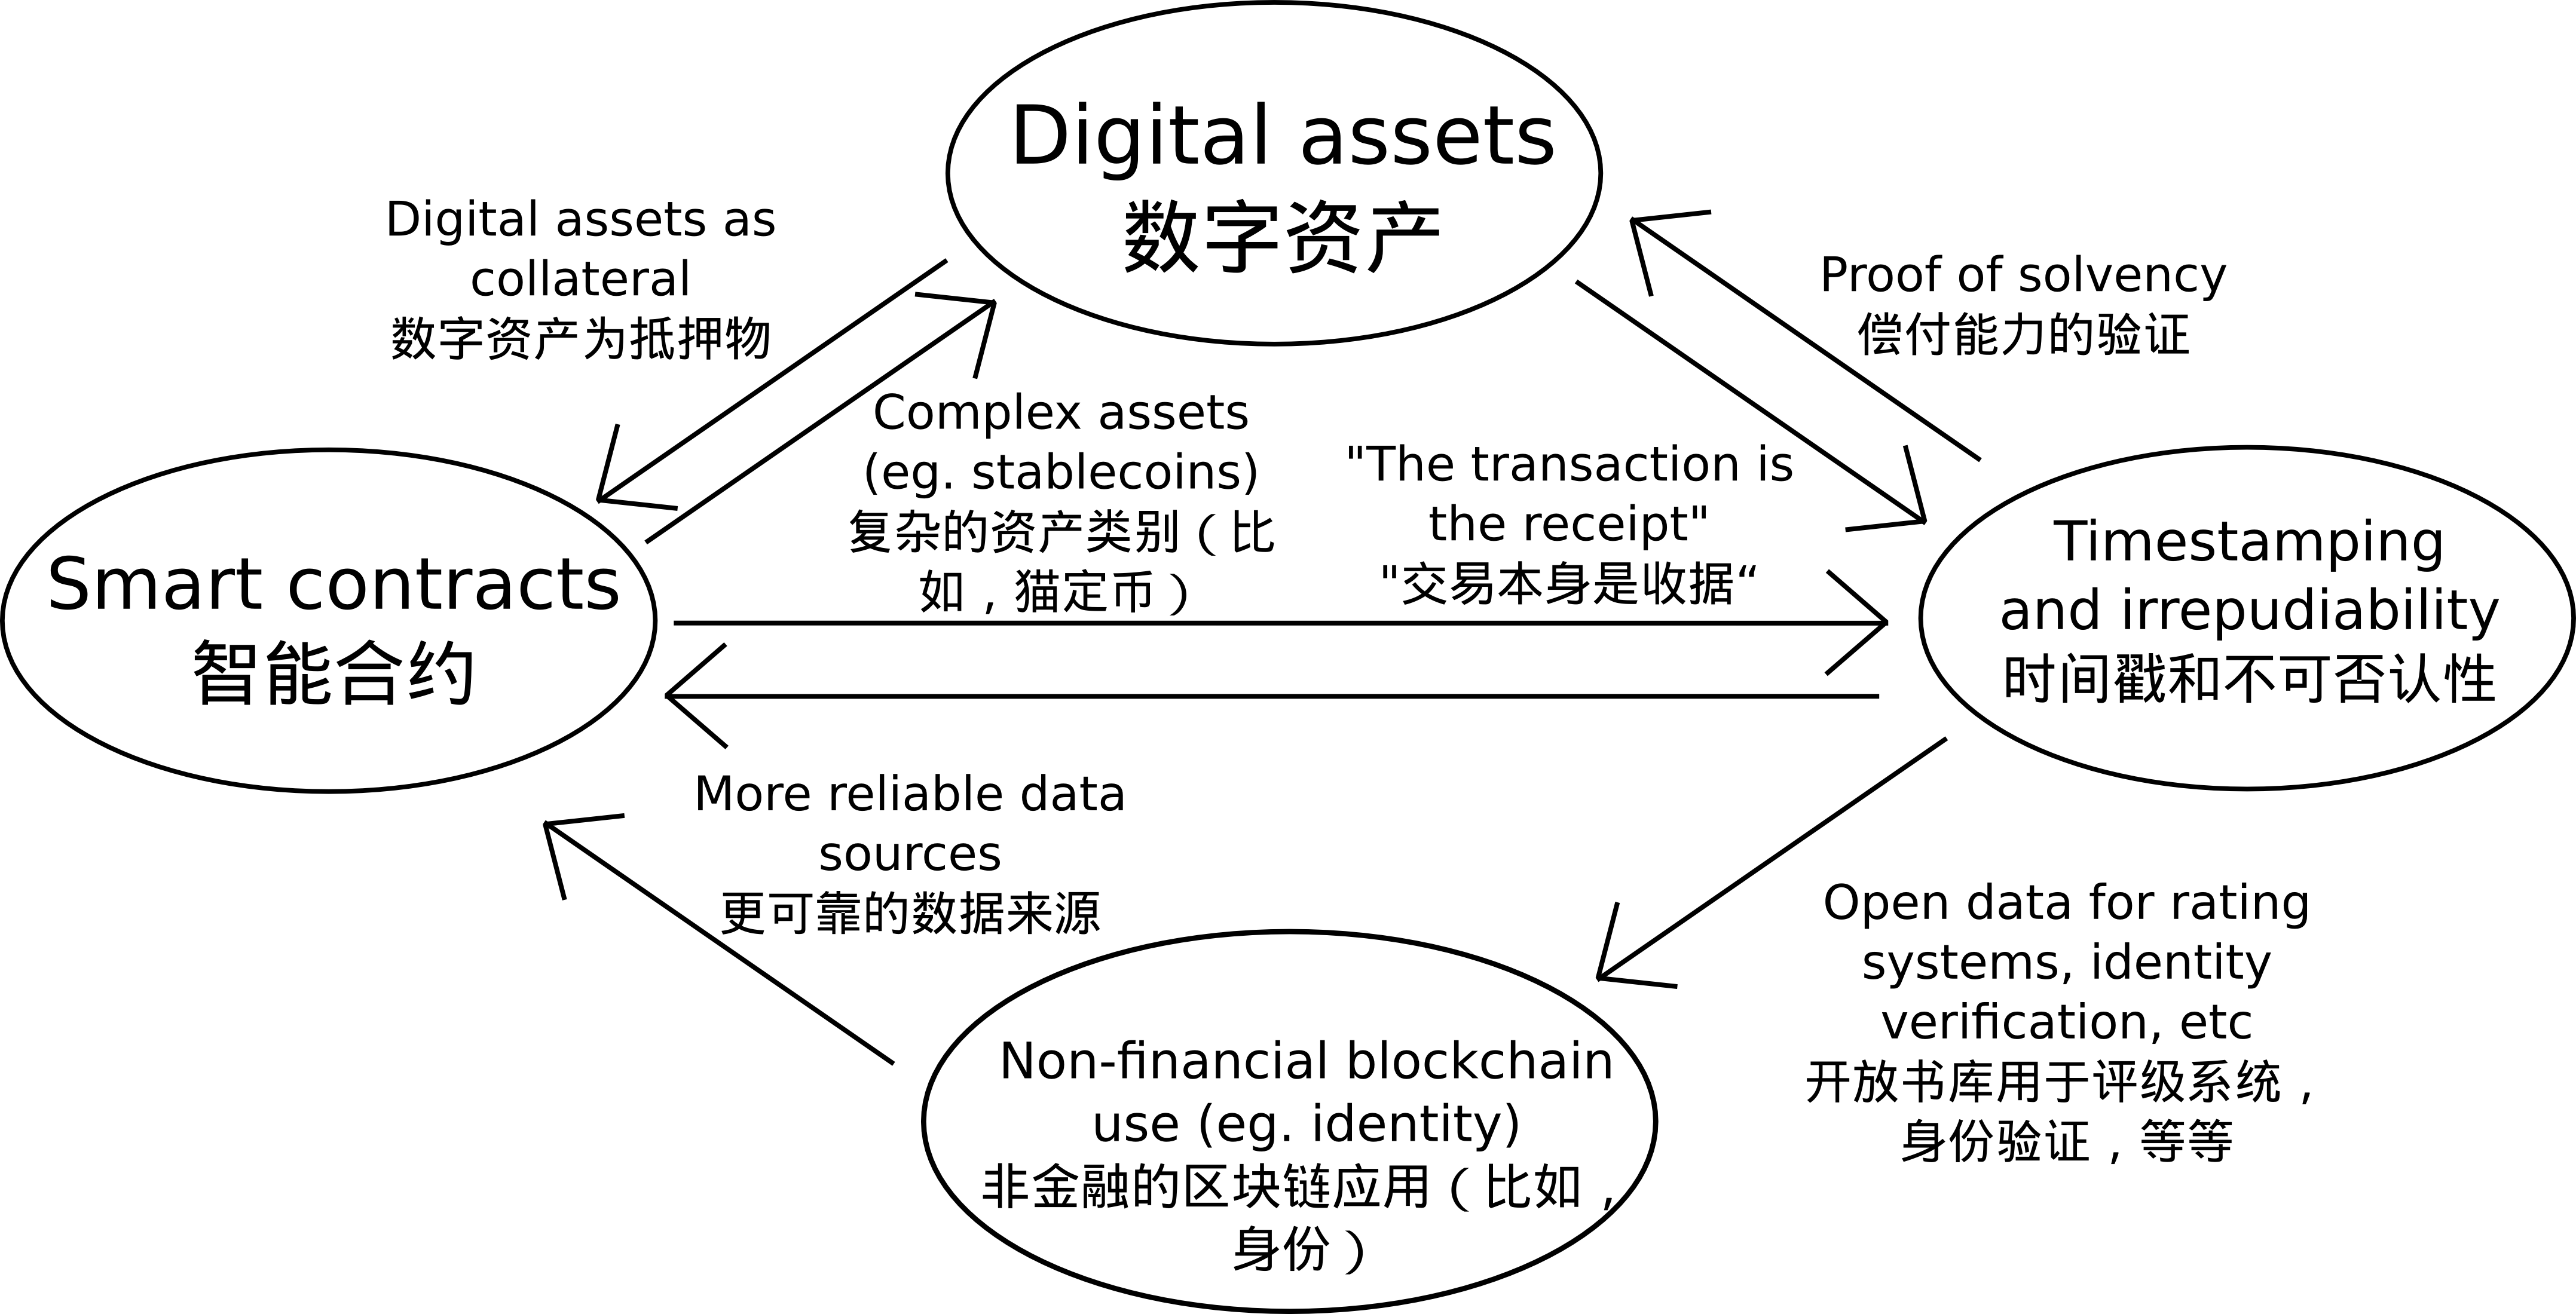 Digital assets
数字资产
Digital assets as
collateral
数字资产为抵押物
Proof of solvency
偿付能力的验证
Complex assets
(eg. stablecoins)
复杂的资产类别（比
如，猫定币）
"The transaction is
the receipt"
"交易本身是收据“
Smart contracts
智能合约
Timestamping
and irrepudiability
时间戳和不可否认性
More reliable data
sources
更可靠的数据来源
Open data for rating
systems, identity
verification, etc
开放书库用于评级系统，
身份验证，等等
Non-financial blockchain
use (eg. identity)
非金融的区块链应用（比如，
身份）